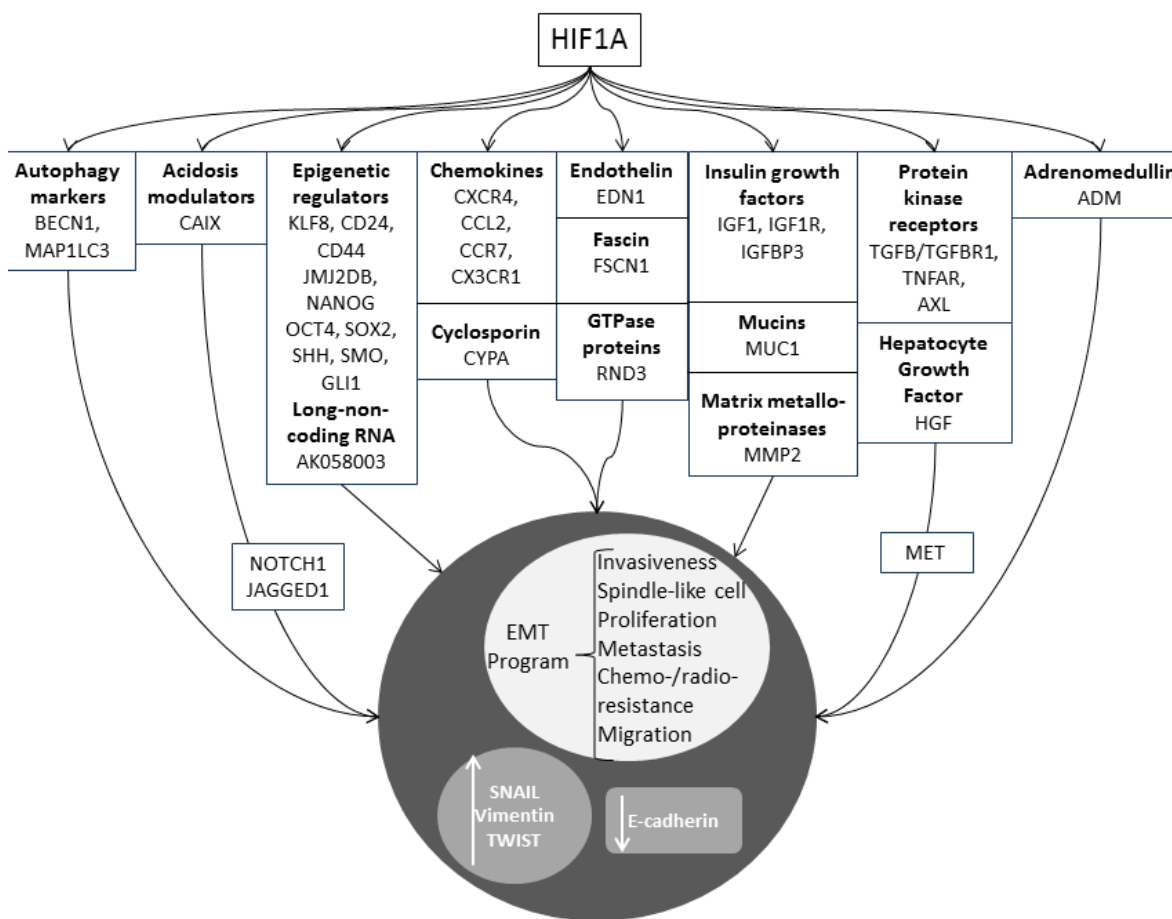 HIF1A
Autophagy
markers
BECN1,
MAP1LC3
Acidosis
modulators
CAIX
Epigenetic
regulators
KLF8, CD24,
CD44
JMJ2DB,
NANOG
OCT4, SOX2,
SHH, SMO,
GLI1
Long-non-
coding RNA
AK058003
Chemokines
CXCR4,
CCL2,
CCR7,
CX3CR1
Cyclosporin
CYPA
Endothelin
EDN1
Fascin
FSCN1
GTPase
proteins
RND3
Insulin growth
factors
IGF1, IGF1R,
IGFBP3
Mucins
MUC1
Matrix metallo-
proteinases
MMP2
Protein
kinase
receptors
TGFB/TGFBR1,
TNFAR,
AXL
Hepatocyte
Growth
Factor
HGF
Adrenomedullin
ADM
NOTCH1
JAGGED1
MET
EMT
Program
Invasiveness
Spindle-like cell
Proliferation
Metastasis
Chemo-/radio-
resistance
Migration
SNAIL
Vimentin
TWIST
E-cadherin